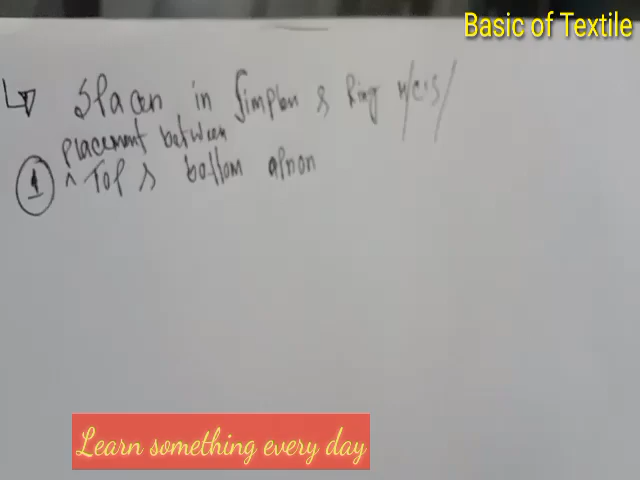 Basic of Textile
Spacer in Simplex & Ring m/c's/
placement between
① ^ Top & bottom apron
Learn something every day